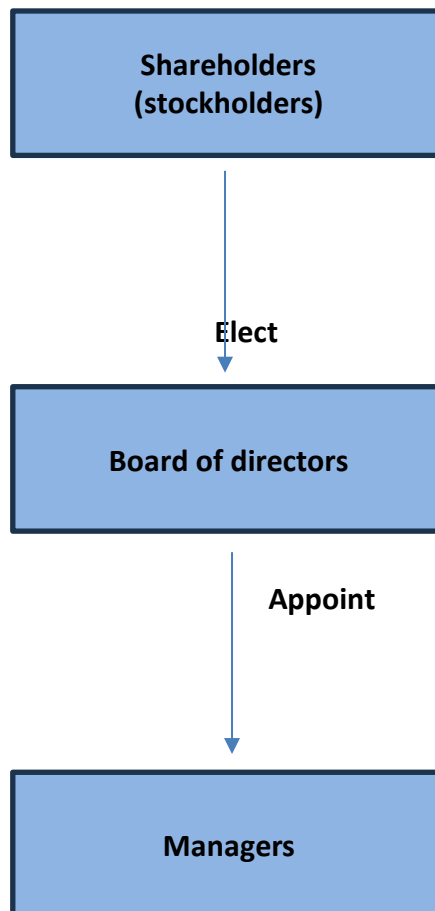 Shareholders
(stockholders)
Elect
Board of directors
Appoint
Managers